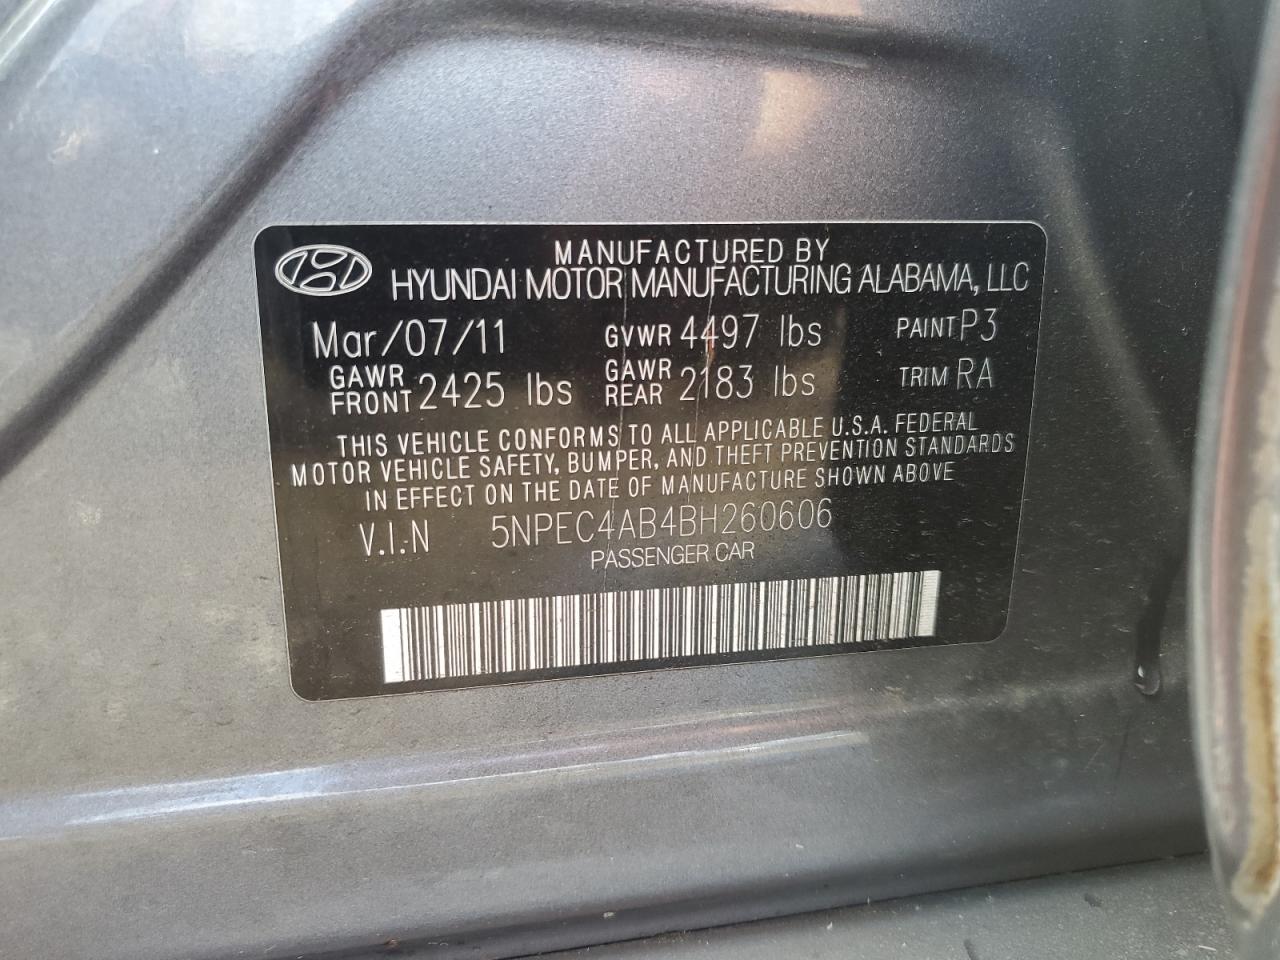 MANUFACTURED BY
HYUNDAI MOTOR MANUFACTURING ALABAMA, LLC
Mar/07/11 GVWR 4497 lbs PAINT P3
GAWR FRONT 2425 lbs GAWR REAR 2183 lbs TRIM RA
THIS VEHICLE CONFORMS TO ALL APPLICABLE U.S.A. FEDERAL
MOTOR VEHICLE SAFETY, BUMPER, AND THEFT PREVENTION STANDARDS
IN EFFECT ON THE DATE OF MANUFACTURE SHOWN ABOVE
V.I.N 5NPEC4AB4BH260606
PASSENGER CAR